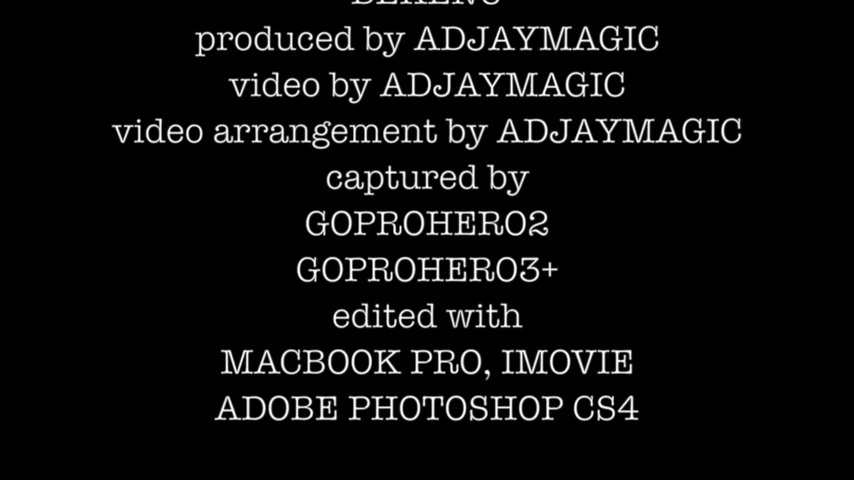 produced by ADJAYMAGIC
video by ADJAYMAGIC
video arrangement by ADJAYMAGIC
captured by
GOPROHERO2
GOPROHERO3+
edited with
MACBOOK PRO, IMOVIE
ADOBE PHOTOSHOP CS4